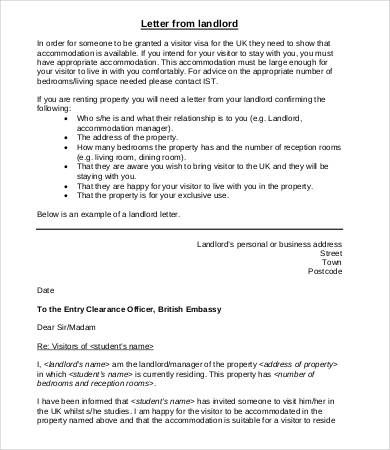 Letter from landlord
In order for someone to be granted a visitor visa for the UK they need to show that
accommodation is available. If you intend for your visitor to stay with you, you must
have appropriate accommodation. This accommodation must be large enough for
your visitor to live in with you comfortably. For advice on the appropriate number of
bedrooms/living space needed please contact IST.
If you are renting property you will need a letter from your landlord confirming the
following:
• Who s/he is and what their relationship is to you (e.g. Landlord,
accommodation manager).
• The address of the property.
• How many bedrooms the property has and the number of reception rooms
(e.g. living room, dining room).
• That they are aware you wish to bring visitor to the UK and they will be
staying with you.
• That they are happy for your visitor to live with you in the property.
• That the property is for your exclusive use.
Below is an example of a landlord letter.
Landlord's personal or business address
Street
Town
Postcode
Date
To the Entry Clearance Officer, British Embassy
Dear Sir/Madam
Re: Visitors of <student's name>
I, <landlord's name> am the landlord/manager of the property <address of property>
in which <student's name> is currently residing. This property has <number of
bedrooms and reception rooms>.
I have been informed that <student's name> has invited someone to visit him/her in
the UK whilst s/he studies. I am happy for the visitor to be accommodated in the
property named above and that the accommodation is suitable for a visitor to reside